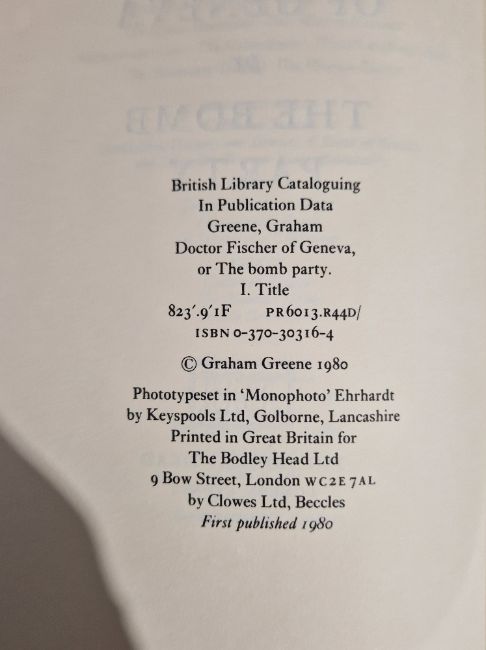 British Library Cataloguing
In Publication Data
Greene, Graham
Doctor Fischer of Geneva,
or The bomb party.
I. Title
823′.9′1F PR6013.R44D/
ISBN 0-370-30316-4
© Graham Greene 1980
Phototypeset in ‘Monophoto’ Ehrhardt
by Keyspools Ltd, Golborne, Lancashire
Printed in Great Britain for
The Bodley Head Ltd
9 Bow Street, London WC2E 7AL
by Clowes Ltd, Beccles
First published 1980